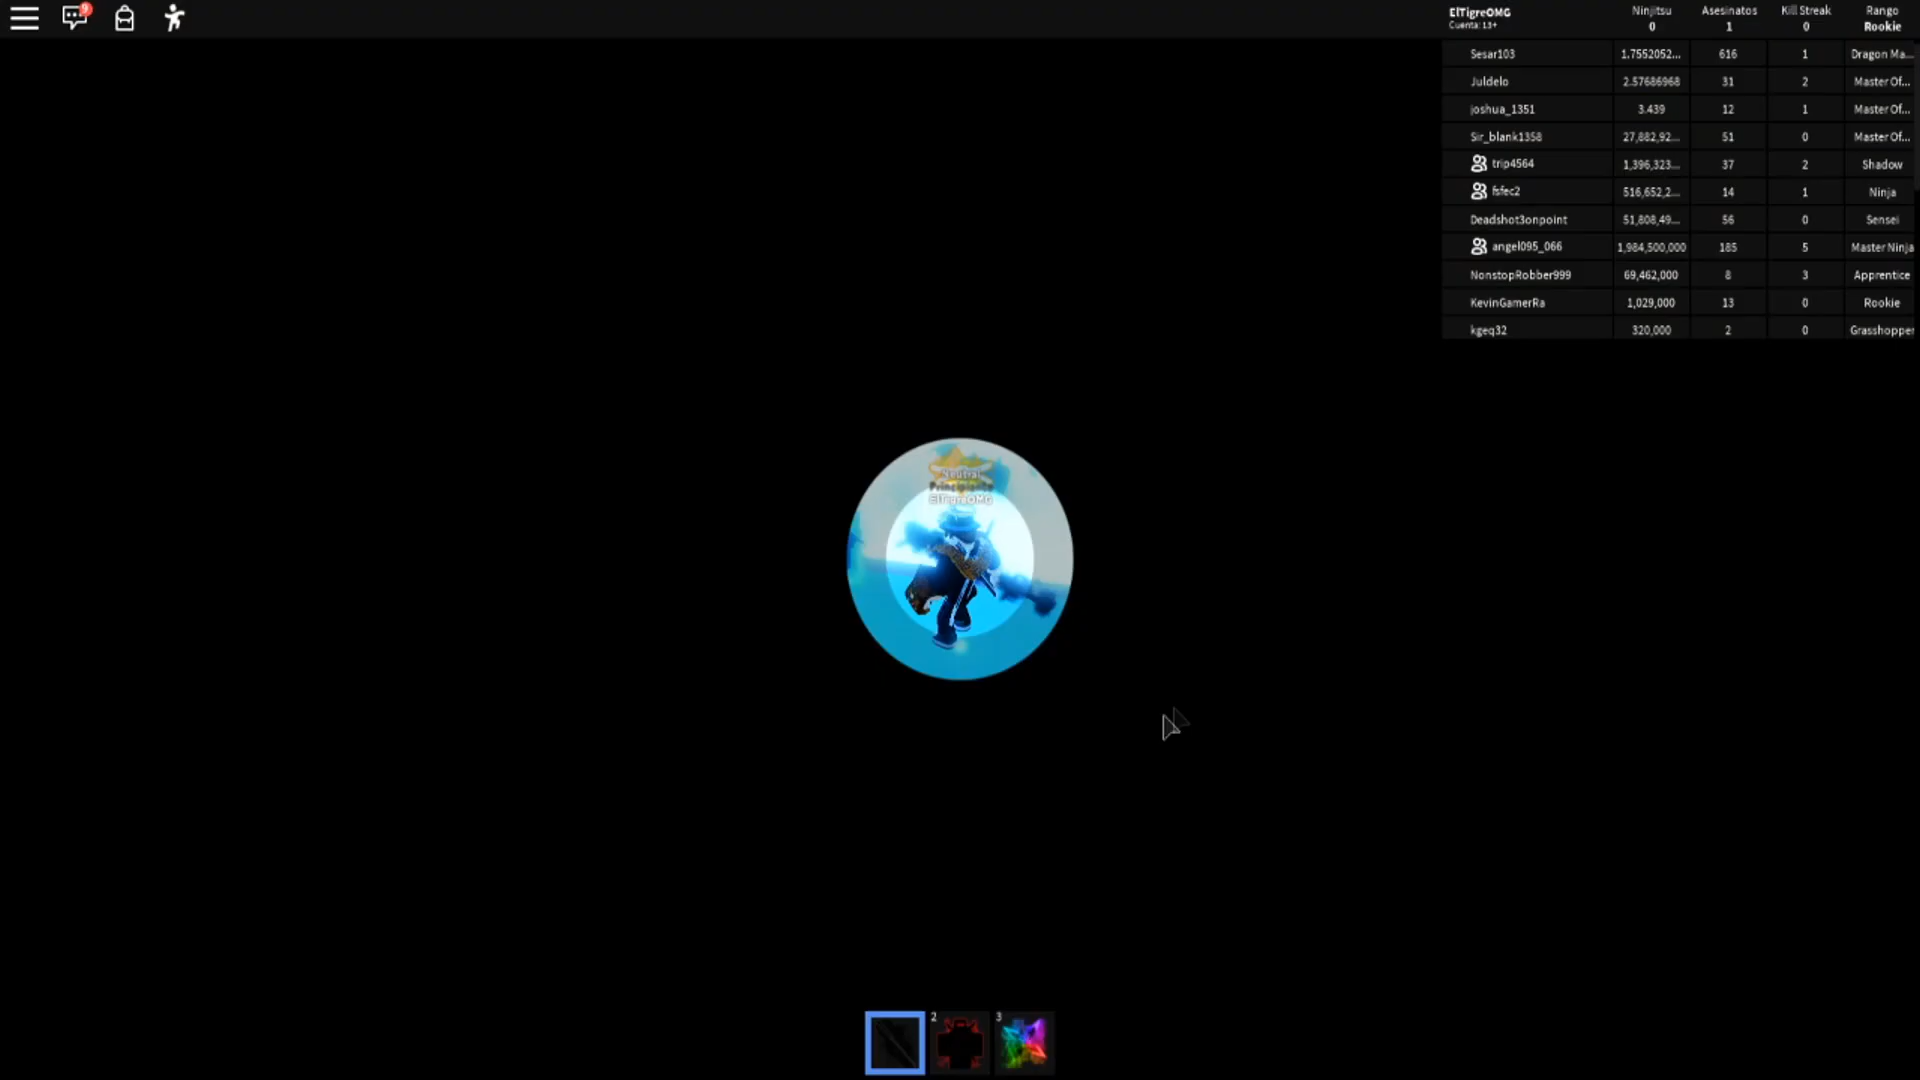 9
ElTigreOMG Ninjitsu Asesinatos Kill Streak Rango
Cuenta: 13+ 0 1 0 Rookie
Sesar103 1.7552052... 616 1 Dragon Ma...
Juldelo 2.57686968 31 2 Master Of...
joshua_1351 3.439 12 1 Master Of...
Sir_blank1358 27,882,92... 51 0 Master Of...
trip4564 1,396,323... 37 2 Shadow
fsfec2 516,652,2... 14 1 Ninja
Deadshot3onpoint 51,808,49... 56 0 Sensei
angel095_066 1,984,500,000 185 5 Master Ninja
NonstopRobber999 69,462,000 8 3 Apprentice
KevinGamerRa 1,029,000 13 0 Rookie
kgeq32 320,000 2 0 Grasshopper
Neutral
ElTigreOMG
2 3